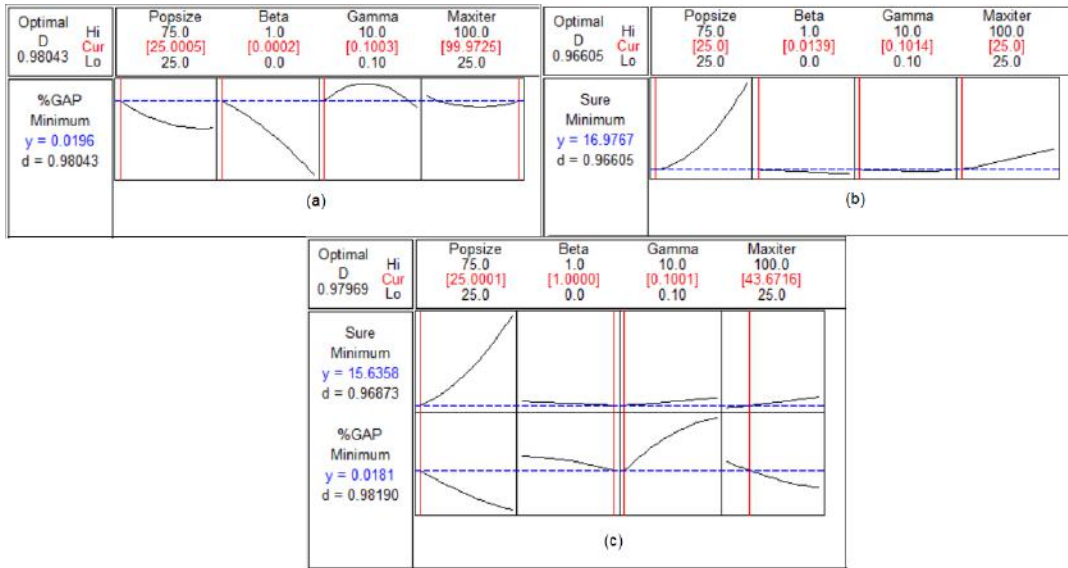 Optimal
D
0.98043
Hi
Cur
Lo
Popsize
75.0
[25.0005]
25.0
Beta
1.0
[0.0002]
0.0
Gamma
10.0
[0.1003]
0.10
Maxiter
100.0
[99.9725]
25.0
%GAP
Minimum
y = 0.0196
d = 0.98043
(a)
Optimal
D
0.96605
Hi
Cur
Lo
Popsize
75.0
[25.0]
25.0
Beta
1.0
[0.0139]
0.0
Gamma
10.0
[0.1014]
0.10
Maxiter
100.0
[25.0]
25.0
Sure
Minimum
y = 16.9767
d = 0.96605
(b)
Optimal
D
0.97969
Hi
Cur
Lo
Popsize
75.0
[25.0001]
25.0
Beta
1.0
[1.0000]
0.0
Gamma
10.0
[0.1001]
0.10
Maxiter
100.0
[43.6716]
25.0
Sure
Minimum
y = 15.6358
d = 0.96873
%GAP
Minimum
y = 0.0181
d = 0.98190
(c)